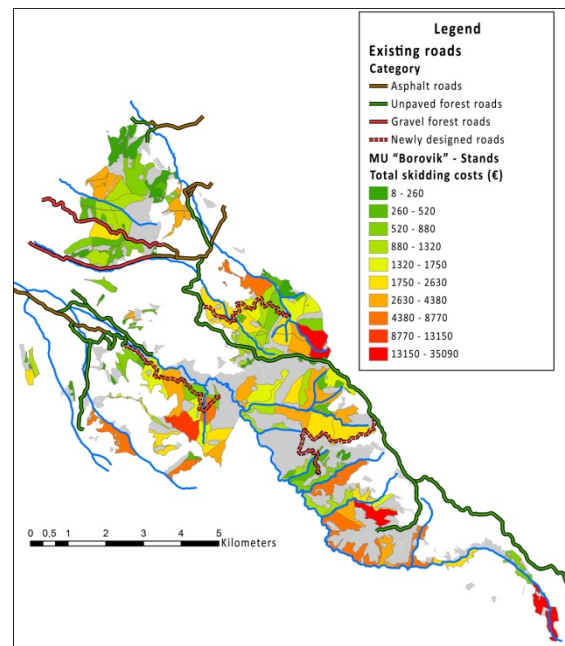 Legend
Existing roads
Category
Asphalt roads
Unpaved forest roads
Gravel forest roads
Newly designed roads
MU "Borovik" - Stands
Total skidding costs (€)
8 - 260
260 - 520
520 - 880
880 - 1320
1320 - 1750
1750 - 2630
2630 - 4380
4380 - 8770
8770 - 13150
13150 - 35090
0 0,5 1 2 3 4 5
Kilometers